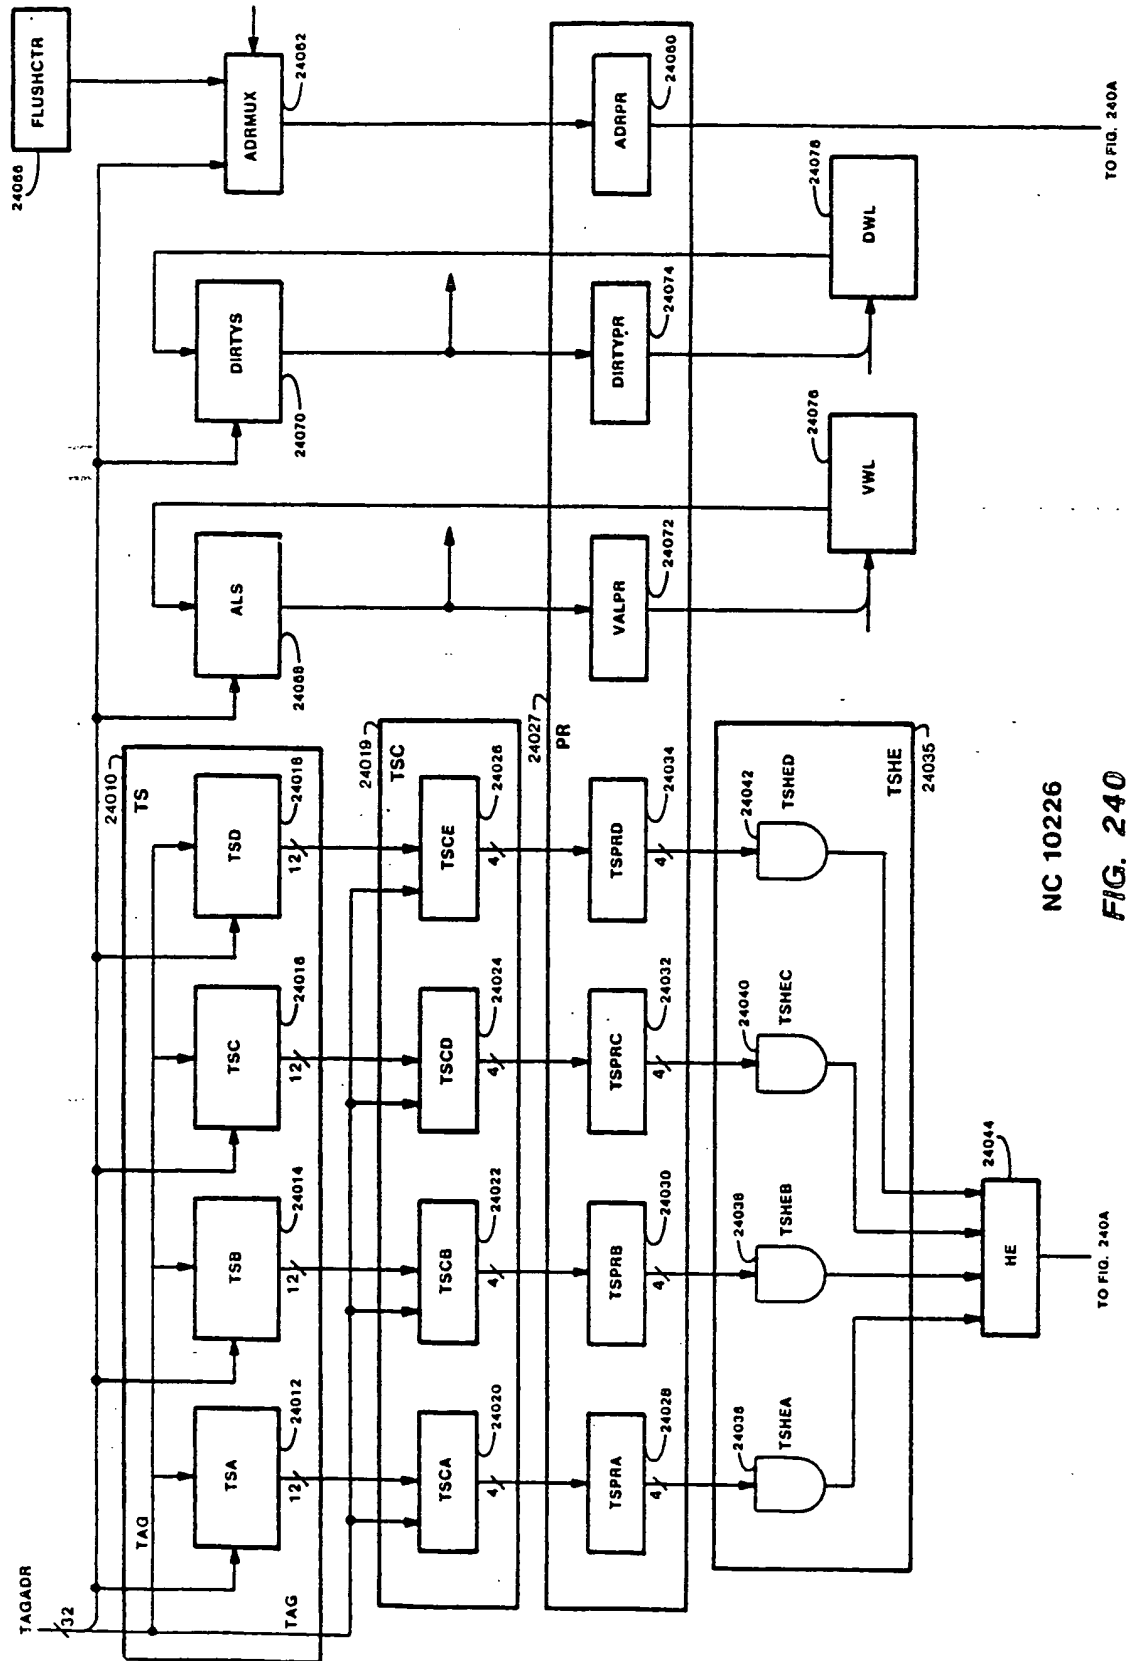 TAGADR
32
24066
FLUSHCTR
24010
TS
TAG
TSA
24012
TSB
24014
TSC
24016
TSD
24018
ALS
24068
DIRTYS
24070
ADRMUX
24062
12
12
12
12
TAG
24019
TSC
TSCA
24020
TSCB
24022
TSCD
24024
TSCE
24026
4
4
4
4
24027
PR
TSPRA
24028
TSPRB
24030
TSPRC
24032
TSPRD
24034
VALPR
24072
DIRTYPR
24074
ADRPR
24060
4
4
4
4
24036
TSHEA
24038
TSHEB
24040
TSHEC
24042
TSHED
TSHE
24035
VWL
24076
DWL
24078
HE
24044
TO FIG. 240A
TO FIG. 240A
NC 10226
FIG. 240